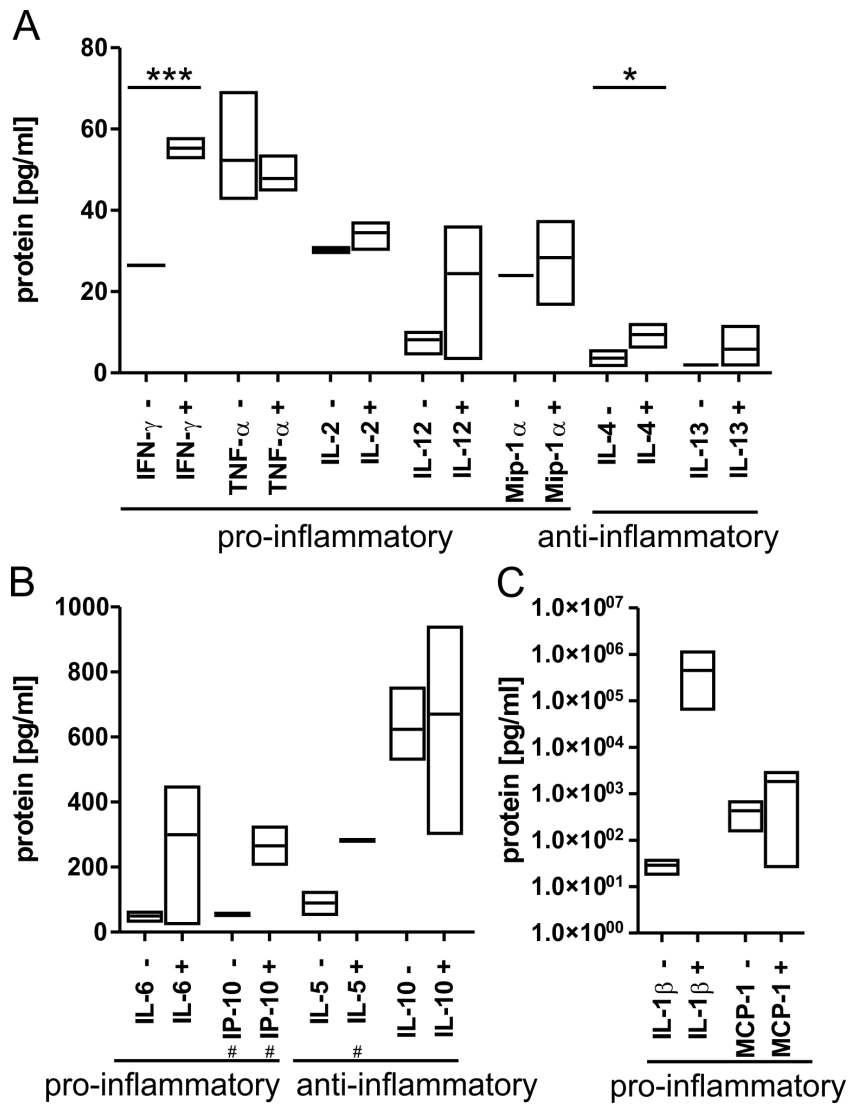 A
protein [pg/ml]
80
60
40
20
0
***
*
IFN-γ -
IFN-γ +
TNF-α -
TNF-α +
IL-2 -
IL-2 +
IL-12 -
IL-12 +
Mip-1α -
Mip-1α +
IL-4 -
IL-4 +
IL-13 -
IL-13 +
pro-inflammatory
anti-inflammatory
B
protein [pg/ml]
1000
800
600
400
200
0
IL-6 -
IL-6 +
# IP-10 -
# IP-10 +
IL-5 -
# IL-5 +
IL-10 -
IL-10 +
pro-inflammatory
anti-inflammatory
C
protein [pg/ml]
1.0×10⁰⁷
1.0×10⁰⁶
1.0×10⁰⁵
1.0×10⁰⁴
1.0×10⁰³
1.0×10⁰²
1.0×10⁰¹
1.0×10⁰⁰
IL-1β -
IL-1β +
MCP-1 -
MCP-1 +
pro-inflammatory